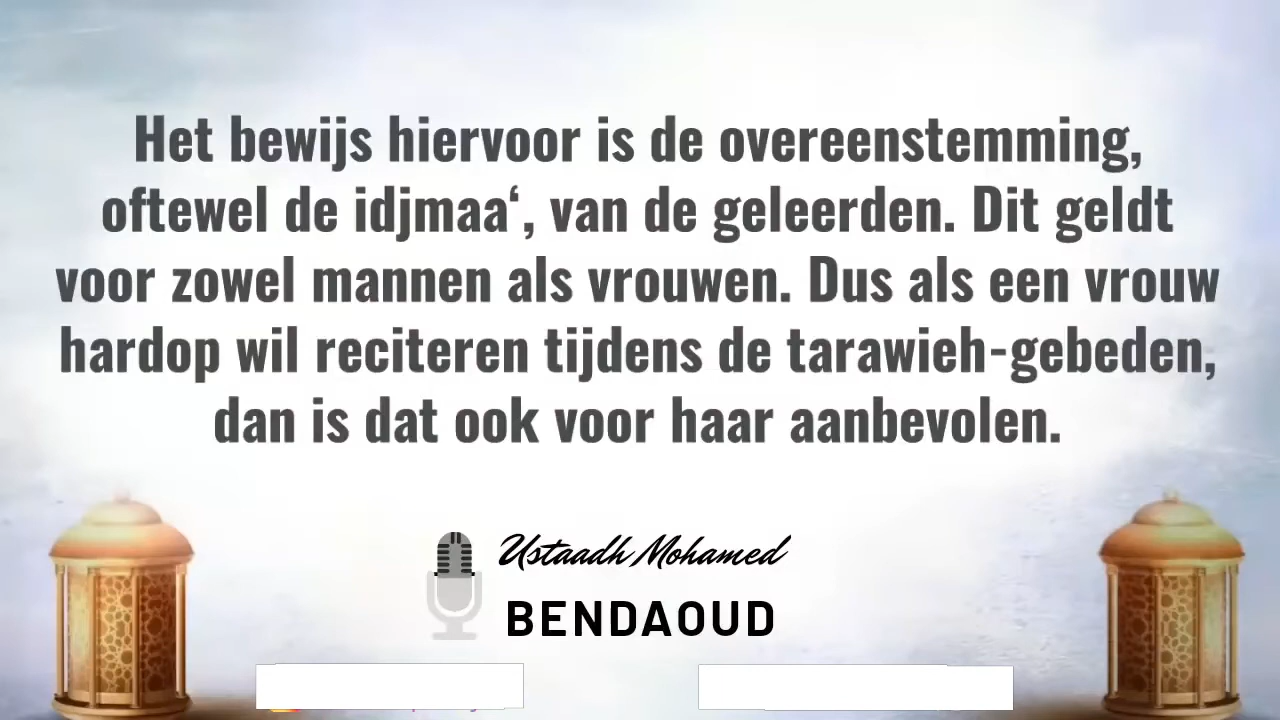 Het bewijs hiervoor is de overeenstemming,
oftewel de idjmaa‘, van de geleerden. Dit geldt
voor zowel mannen als vrouwen. Dus als een vrouw
hardop wil reciteren tijdens de tarawieh-gebeden,
dan is dat ook voor haar aanbevolen.
Ustaadh Mohamed
BENDAOUD